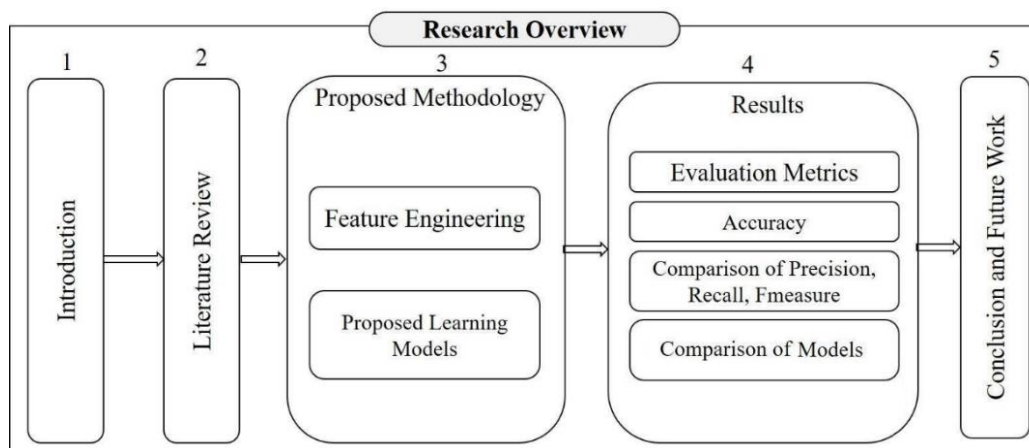 Research Overview
1
Introduction
2
Literature Review
3
Proposed Methodology
Feature Engineering
Proposed Learning
Models
4
Results
Evaluation Metrics
Accuracy
Comparison of Precision,
Recall, Fmeasure
Comparison of Models
5
Conclusion and Future Work